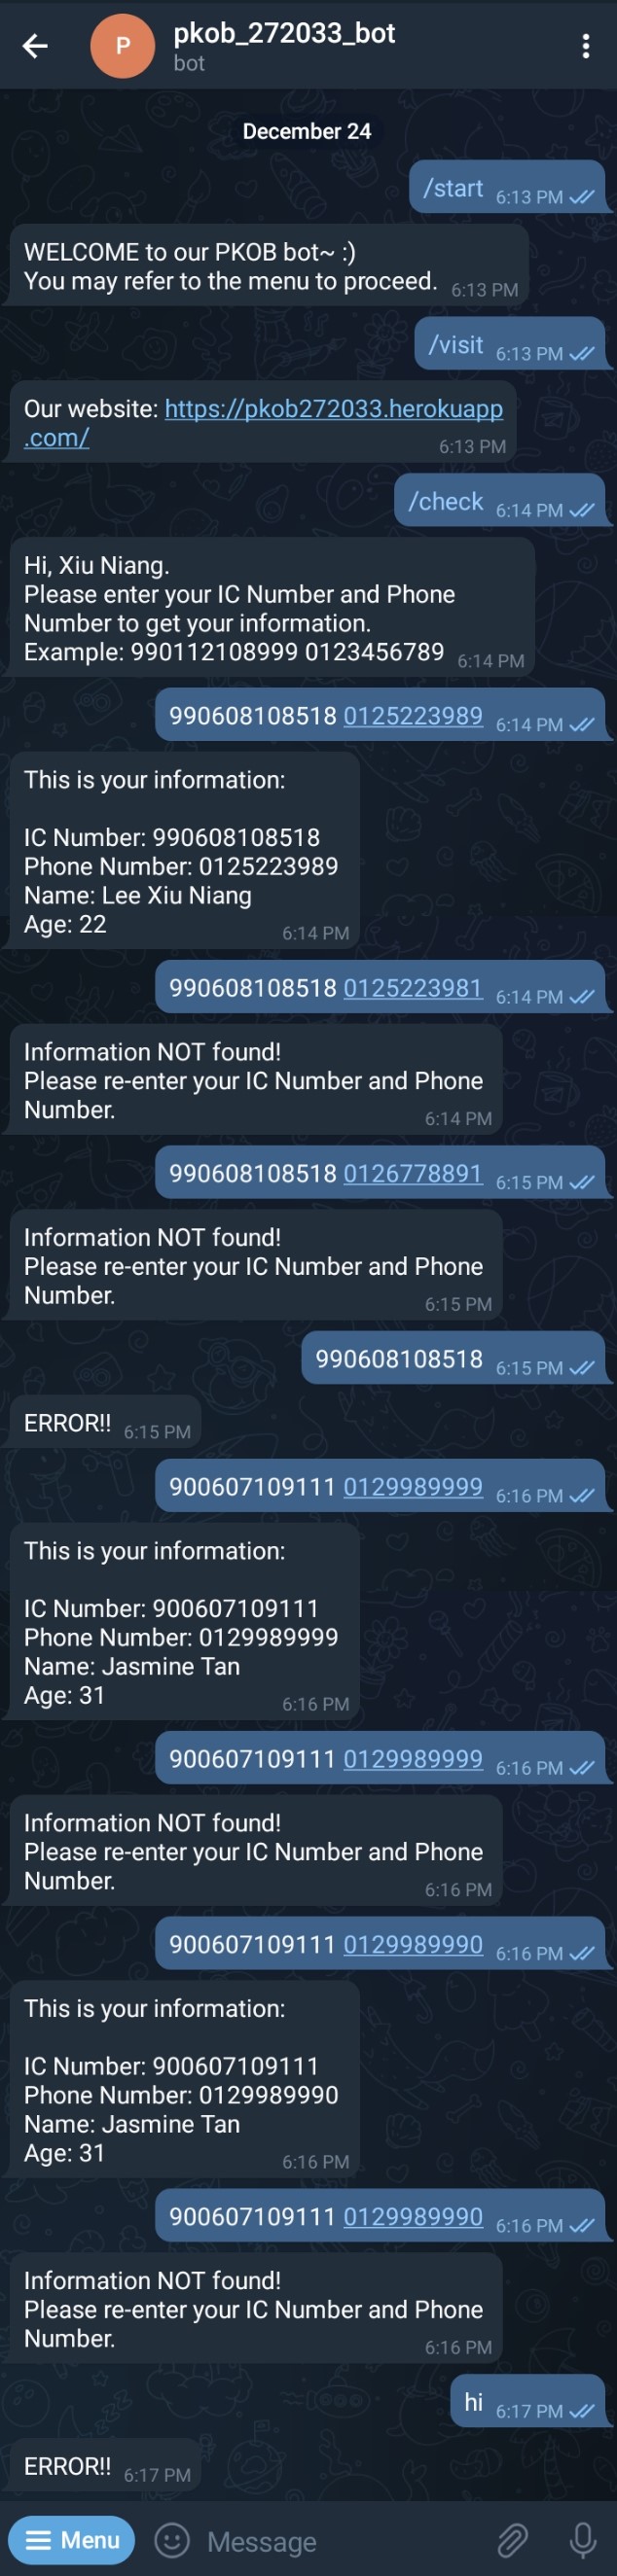 P
pkob_272033_bot
bot
December 24
/start 6:13 PM
WELCOME to our PKOB bot~ :)
You may refer to the menu to proceed. 6:13 PM
/visit 6:13 PM
Our website: https://pkob272033.herokuapp
.com/ 6:13 PM
/check 6:14 PM
Hi, Xiu Niang.
Please enter your IC Number and Phone
Number to get your information.
Example: 990112108999 0123456789 6:14 PM
990608108518 0125223989 6:14 PM
This is your information:
IC Number: 990608108518
Phone Number: 0125223989
Name: Lee Xiu Niang
Age: 22 6:14 PM
990608108518 0125223981 6:14 PM
Information NOT found!
Please re-enter your IC Number and Phone
Number. 6:14 PM
990608108518 0126778891 6:15 PM
Information NOT found!
Please re-enter your IC Number and Phone
Number. 6:15 PM
990608108518 6:15 PM
ERROR!! 6:15 PM
900607109111 0129989999 6:16 PM
This is your information:
IC Number: 900607109111
Phone Number: 0129989999
Name: Jasmine Tan
Age: 31 6:16 PM
900607109111 0129989999 6:16 PM
Information NOT found!
Please re-enter your IC Number and Phone
Number. 6:16 PM
900607109111 0129989990 6:16 PM
This is your information:
IC Number: 900607109111
Phone Number: 0129989990
Name: Jasmine Tan
Age: 31 6:16 PM
900607109111 0129989990 6:16 PM
Information NOT found!
Please re-enter your IC Number and Phone
Number. 6:16 PM
hi 6:17 PM
ERROR!! 6:17 PM
Menu Message